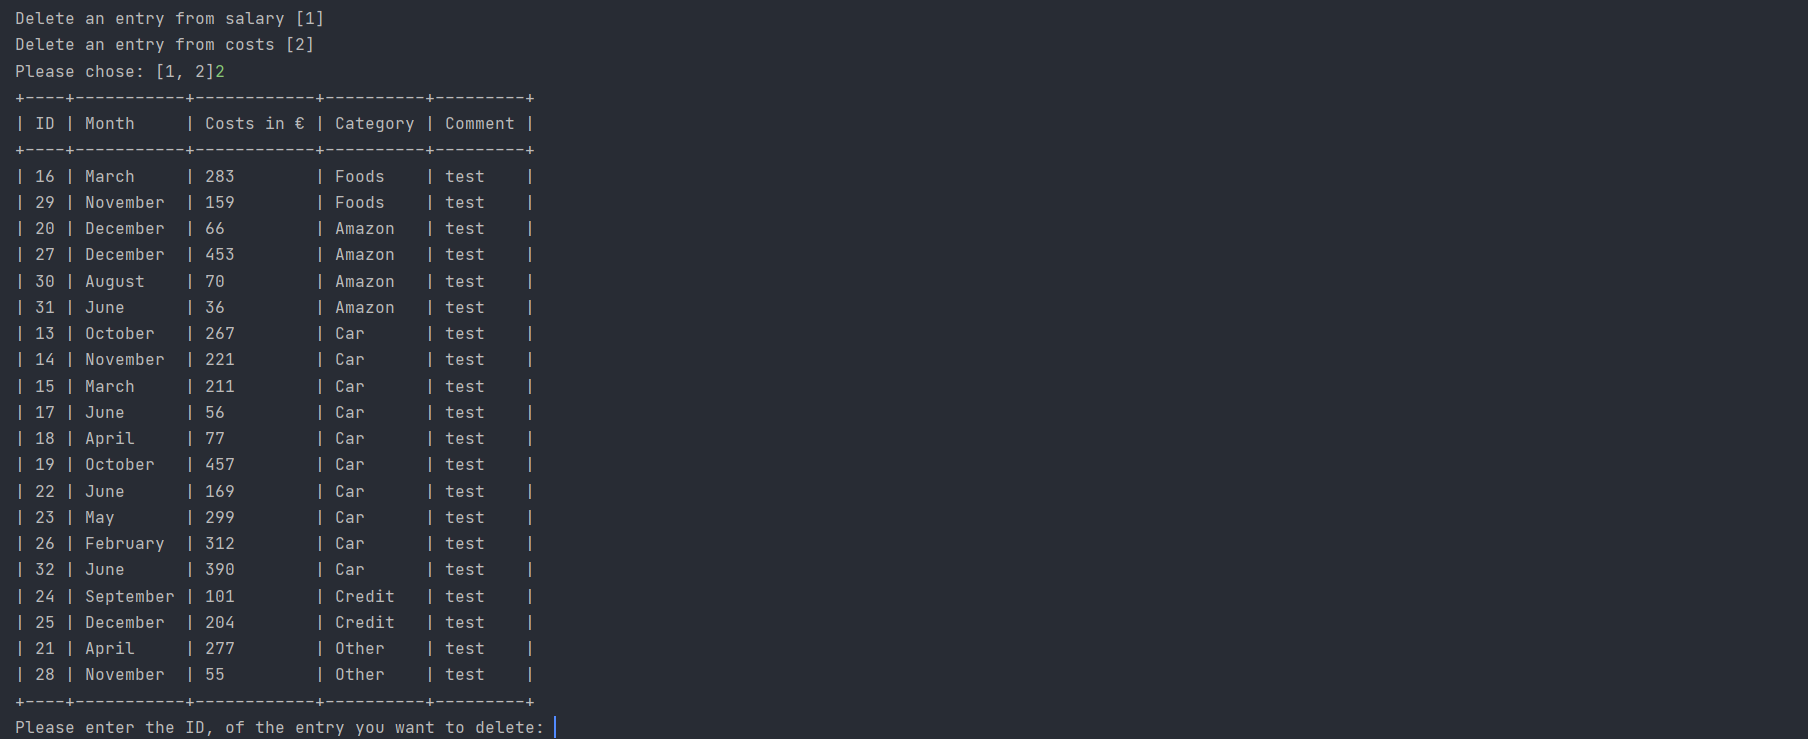 Delete an entry from salary [1]
Delete an entry from costs [2]
Please chose: [1, 2]2
+----+-----------+------------+----------+---------+
| ID | Month     | Costs in € | Category | Comment |
+----+-----------+------------+----------+---------+
| 16 | March     | 283        | Foods    | test    |
| 29 | November  | 159        | Foods    | test    |
| 20 | December  | 66         | Amazon   | test    |
| 27 | December  | 453        | Amazon   | test    |
| 30 | August    | 70         | Amazon   | test    |
| 31 | June      | 36         | Amazon   | test    |
| 13 | October   | 267        | Car      | test    |
| 14 | November  | 221        | Car      | test    |
| 15 | March     | 211        | Car      | test    |
| 17 | June      | 56         | Car      | test    |
| 18 | April     | 77         | Car      | test    |
| 19 | October   | 457        | Car      | test    |
| 22 | June      | 169        | Car      | test    |
| 23 | May       | 299        | Car      | test    |
| 26 | February  | 312        | Car      | test    |
| 32 | June      | 390        | Car      | test    |
| 24 | September | 101        | Credit   | test    |
| 25 | December  | 204        | Credit   | test    |
| 21 | April     | 277        | Other    | test    |
| 28 | November  | 55         | Other    | test    |
+----+-----------+------------+----------+---------+
Please enter the ID, of the entry you want to delete: